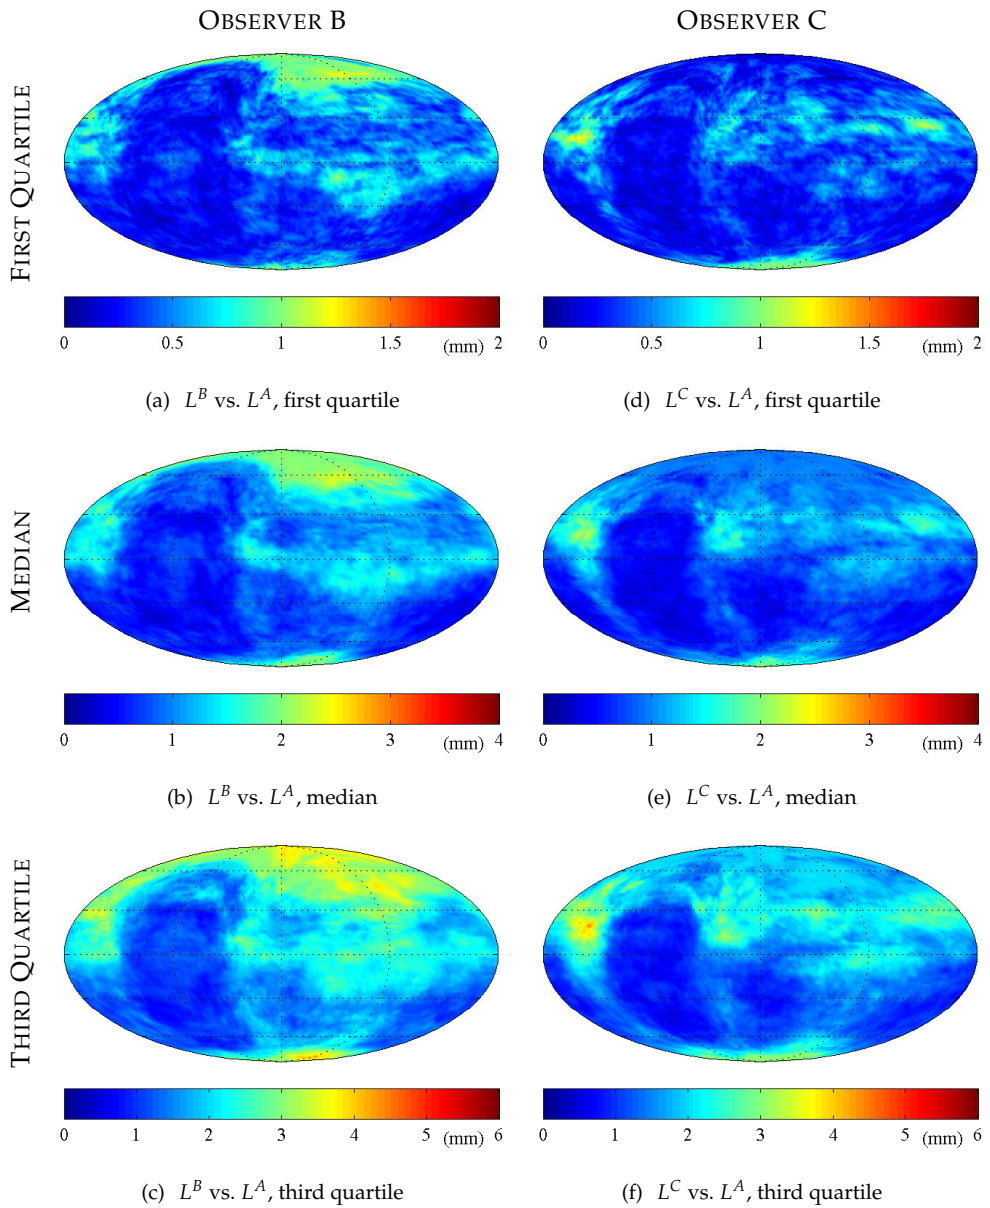 OBSERVER B
OBSERVER C
FIRST QUARTILE
0 0.5 1 1.5 (mm) 2
0 0.5 1 1.5 (mm) 2
(a) L^B vs. L^A, first quartile
(d) L^C vs. L^A, first quartile
MEDIAN
0 1 2 3 (mm) 4
0 1 2 3 (mm) 4
(b) L^B vs. L^A, median
(e) L^C vs. L^A, median
THIRD QUARTILE
0 1 2 3 4 5 (mm) 6
0 1 2 3 4 5 (mm) 6
(c) L^B vs. L^A, third quartile
(f) L^C vs. L^A, third quartile